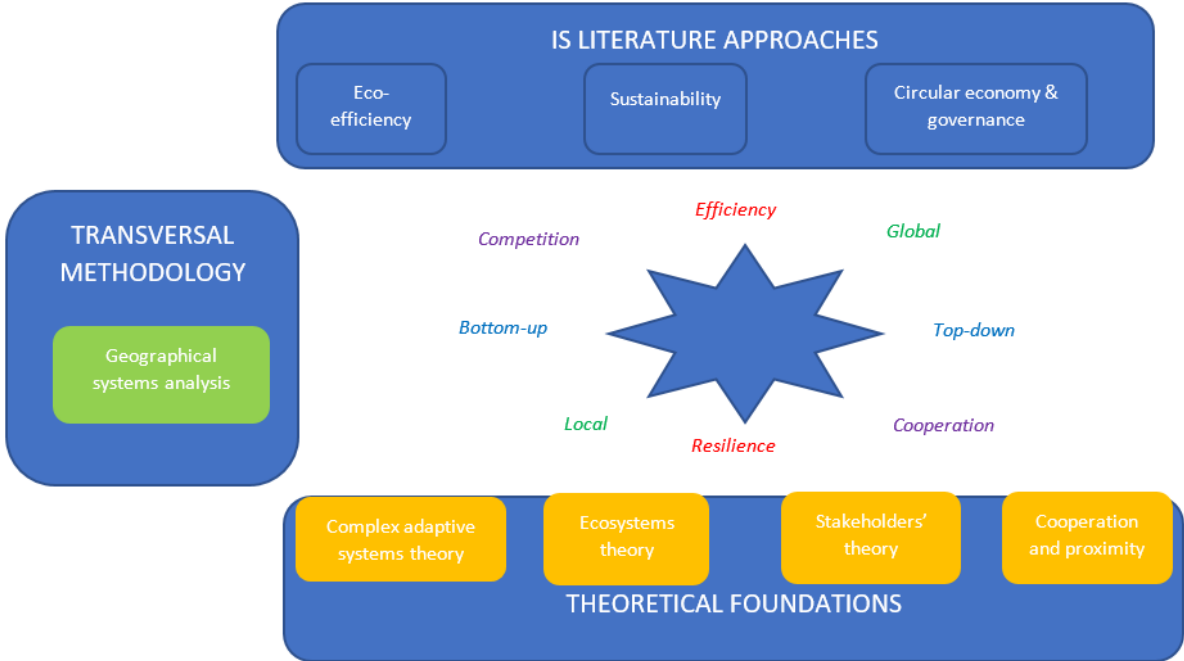 IS LITERATURE APPROACHES
Eco-
efficiency
Sustainability
Circular economy &
governance
TRANSVERSAL
METHODOLOGY
Geographical
systems analysis
Efficiency
Competition
Global
Bottom-up
Top-down
Local
Cooperation
Resilience
Complex adaptive
systems theory
Ecosystems
theory
Stakeholders’
theory
Cooperation
and proximity
THEORETICAL FOUNDATIONS